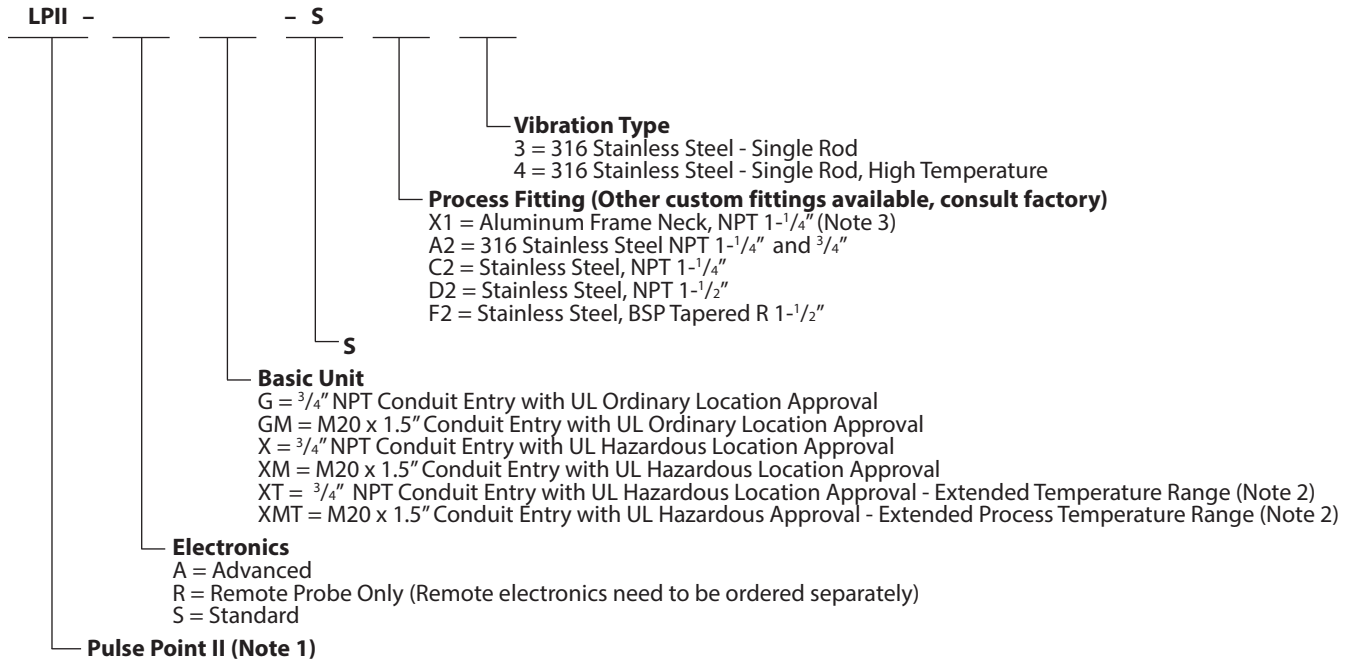 LPII – – S
Vibration Type
3 = 316 Stainless Steel - Single Rod
4 = 316 Stainless Steel - Single Rod, High Temperature
Process Fitting (Other custom fittings available, consult factory)
X1 = Aluminum Frame Neck, NPT 1-1/4″ (Note 3)
A2 = 316 Stainless Steel NPT 1-1/4″ and 3/4″
C2 = Stainless Steel, NPT 1-1/4″
D2 = Stainless Steel, NPT 1-1/2″
F2 = Stainless Steel, BSP Tapered R 1-1/2″
S
Basic Unit
G = 3/4″ NPT Conduit Entry with UL Ordinary Location Approval
GM = M20 x 1.5″ Conduit Entry with UL Ordinary Location Approval
X = 3/4″ NPT Conduit Entry with UL Hazardous Location Approval
XM = M20 x 1.5″ Conduit Entry with UL Hazardous Location Approval
XT = 3/4″ NPT Conduit Entry with UL Hazardous Location Approval - Extended Temperature Range (Note 2)
XMT = M20 x 1.5″ Conduit Entry with UL Hazardous Approval - Extended Process Temperature Range (Note 2)
Electronics
A = Advanced
R = Remote Probe Only (Remote electronics need to be ordered separately)
S = Standard
Pulse Point II (Note 1)